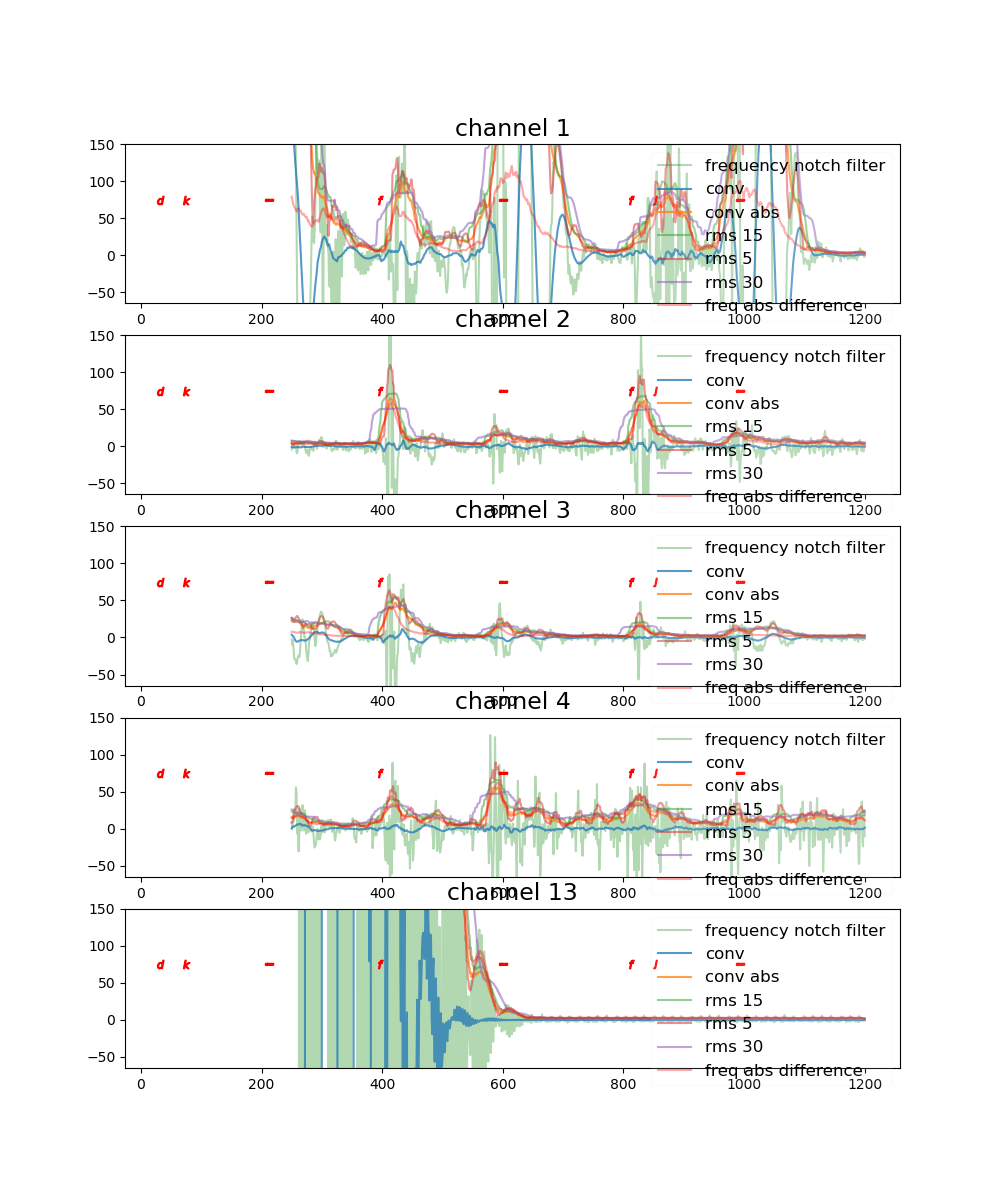 channel 1
150
100
50
0
−50
d k — f — f J —
frequency notch filter
conv
conv abs
rms 15
rms 5
rms 30
freq abs difference
0 200 400 600 800 1000 1200
channel 2
150
100
50
0
−50
d k — f — f J —
frequency notch filter
conv
conv abs
rms 15
rms 5
rms 30
freq abs difference
0 200 400 600 800 1000 1200
channel 3
150
100
50
0
−50
d k — f — f J —
frequency notch filter
conv
conv abs
rms 15
rms 5
rms 30
freq abs difference
0 200 400 600 800 1000 1200
channel 4
150
100
50
0
−50
d k — f — f J —
frequency notch filter
conv
conv abs
rms 15
rms 5
rms 30
freq abs difference
0 200 400 600 800 1000 1200
channel 13
150
100
50
0
−50
d k — f — f J —
frequency notch filter
conv
conv abs
rms 15
rms 5
rms 30
freq abs difference
0 200 400 600 800 1000 1200